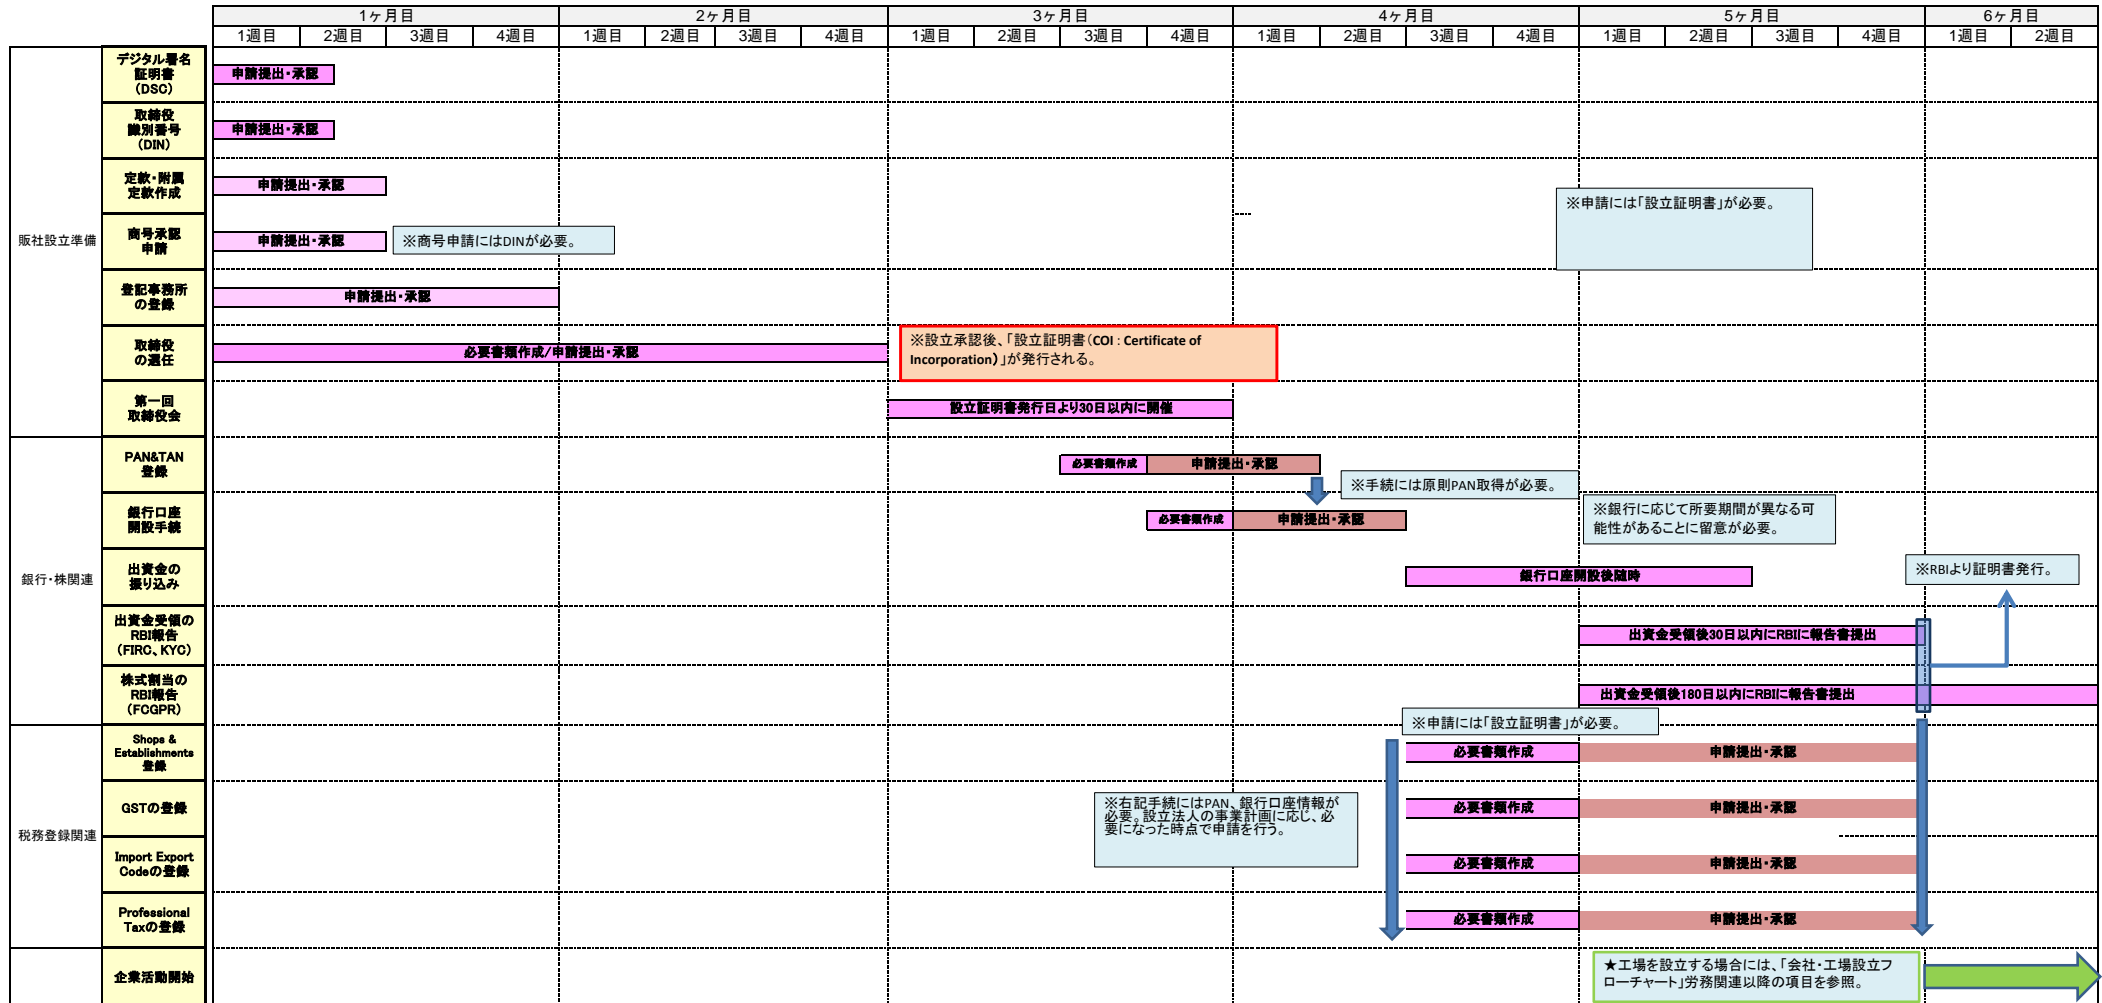 1ヶ月目 2ヶ月目 3ヶ月目 4ヶ月目 5ヶ月目 6ヶ月目
1週目 2週目 3週目 4週目 1週目 2週目 3週目 4週目 1週目 2週目 3週目 4週目 1週目 2週目 3週目 4週目 1週目 2週目 3週目 4週目 1週目 2週目
販社設立準備
デジタル署名
証明書
(DSC)
申請提出・承認
取締役
識別番号
(DIN)
申請提出・承認
定款・附属
定款作成
申請提出・承認
※申請には「設立証明書」が必要。
商号承認
申請
申請提出・承認
※商号申請にはDINが必要。
登記事務所
の登録
申請提出・承認
取締役
の選任
必要書類作成/申請提出・承認
※設立承認後、「設立証明書(COI : Certificate of
Incorporation)」が発行される。
第一回
取締役会
設立証明書発行日より30日以内に開催
銀行・株関連
PAN&TAN
登録
必要書類作成
申請提出・承認
※手続には原則PAN取得が必要。
銀行口座
開設手続
必要書類作成
申請提出・承認
※銀行に応じて所要期間が異なる可
能性があることに留意が必要。
出資金の
振り込み
銀行口座開設後随時
※RBIより証明書発行。
出資金受領の
RBI報告
(FIRC、KYC)
出資金受領後30日以内にRBIに報告書提出
株式割当の
RBI報告
(FCGPR)
出資金受領後180日以内にRBIに報告書提出
※申請には「設立証明書」が必要。
税務登録関連
Shops &
Establishments
登録
必要書類作成
申請提出・承認
GSTの登録
※右記手続にはPAN、銀行口座情報が
必要。設立法人の事業計画に応じ、必
要になった時点で申請を行う。
必要書類作成
申請提出・承認
Import Export
Codeの登録
必要書類作成
申請提出・承認
Professional
Taxの登録
必要書類作成
申請提出・承認
企業活動開始
★工場を設立する場合には、「会社・工場設立フ
ローチャート」労務関連以降の項目を参照。